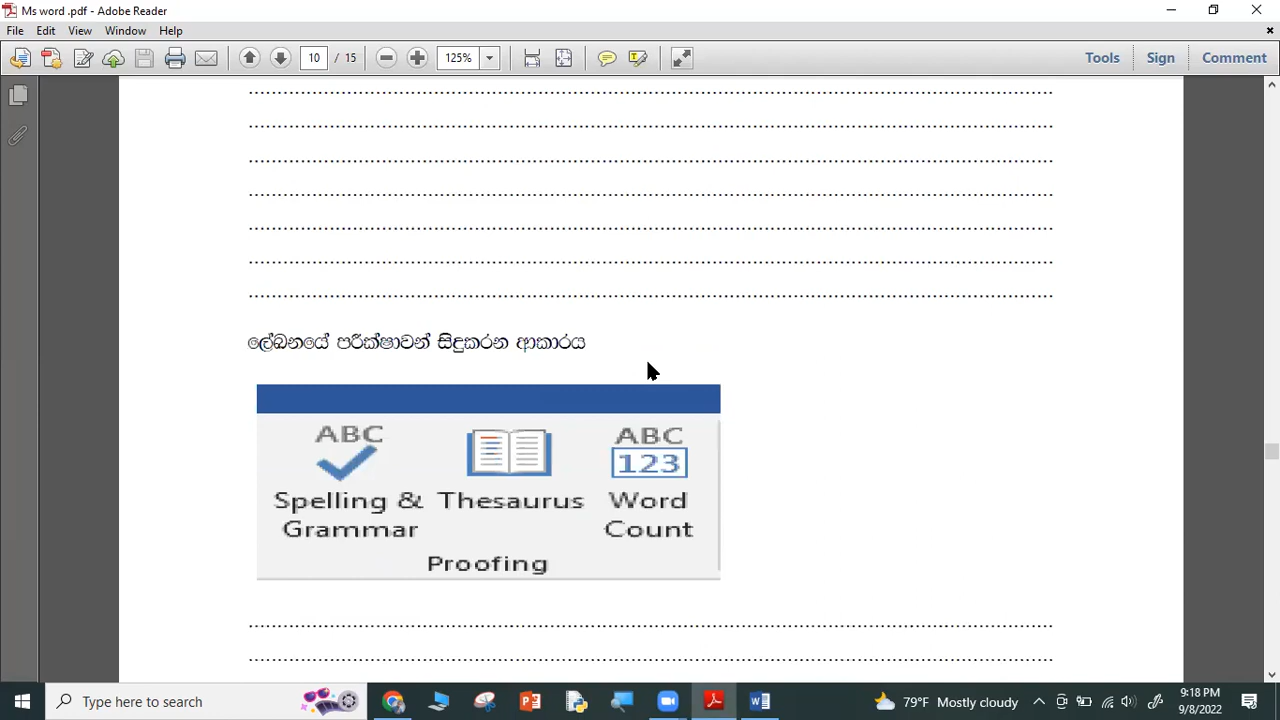 Ms word .pdf - Adobe Reader
File Edit View Window Help
10 / 15 125% Tools Sign Comment
..........................................................................................
..........................................................................................
..........................................................................................
..........................................................................................
..........................................................................................
..........................................................................................
..........................................................................................
ලේඛනයේ පරීක්ෂාවන් සිදුකරන ආකාරය
ABC ABC
123
Spelling & Thesaurus Word
Grammar Count
Proofing
..........................................................................................
..........................................................................................
Type here to search 79°F Mostly cloudy 9:18 PM
9/8/2022